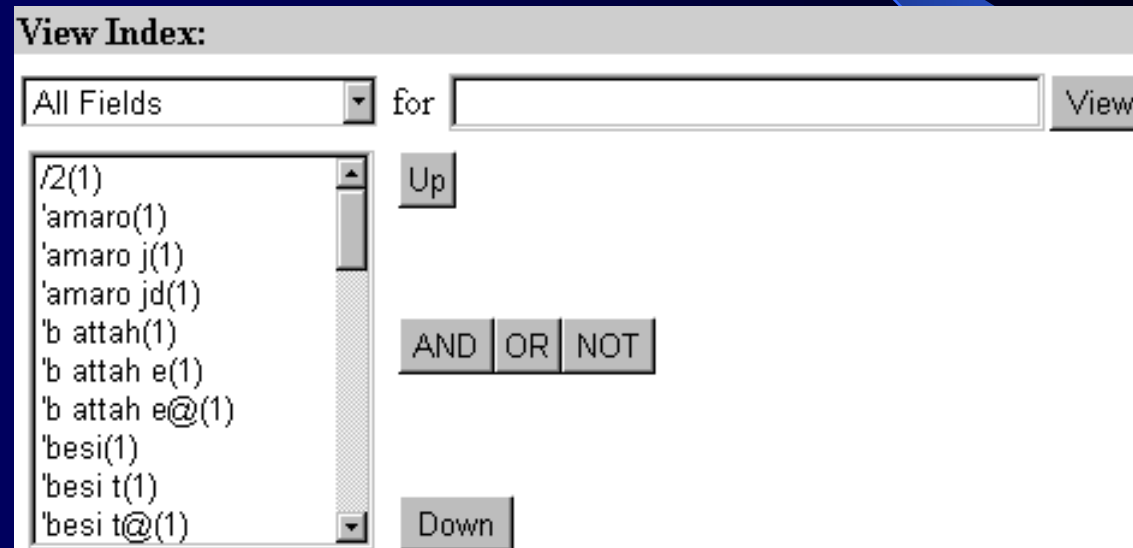 View Index:
All Fields for View
/2(1)
'amaro(1)
'amaro j(1)
'amaro jd(1)
'b attah(1)
'b attah e(1)
'b attah e@(1)
'besi(1)
'besi t(1)
'besi t@(1)
Up
AND OR NOT
Down